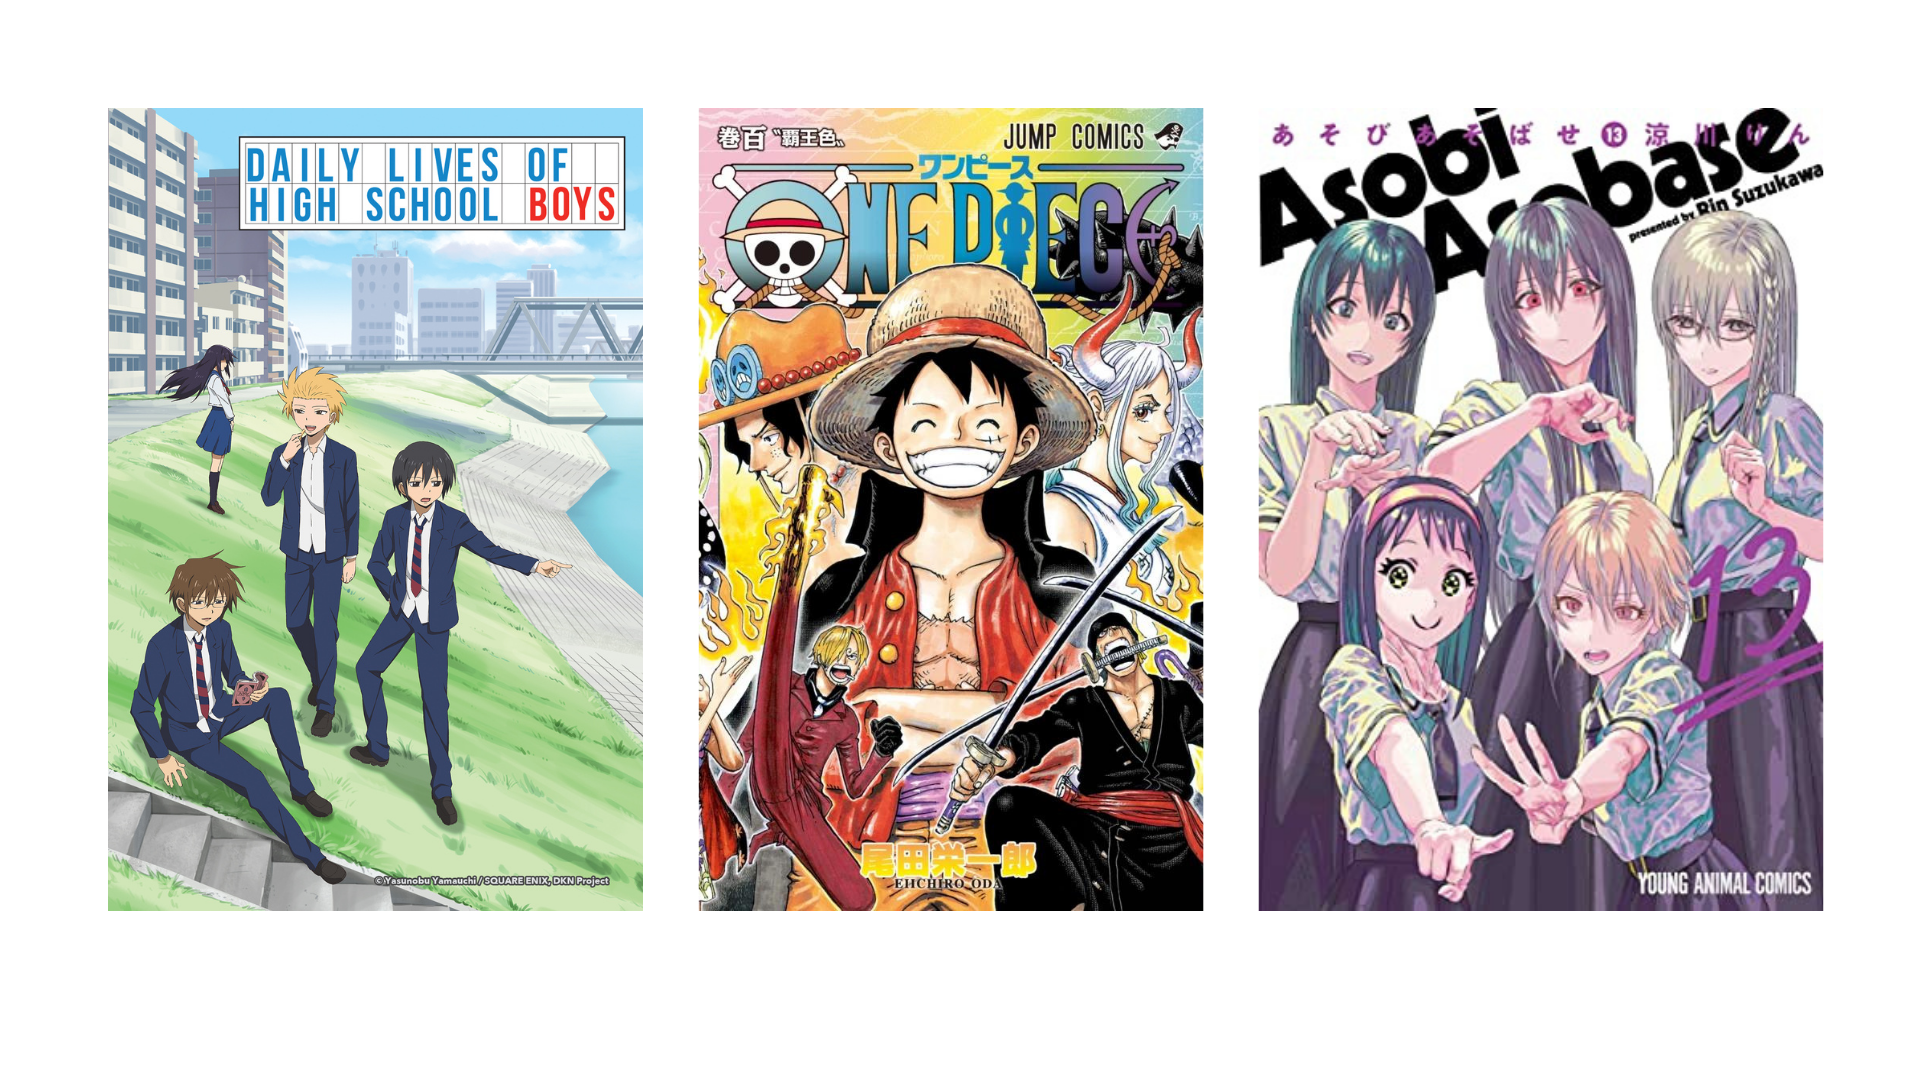 DAILY LIVES OF
HIGH SCHOOL BOYS
© Yasunobu Yamauchi / SQUARE ENIX, DKN Project
巻百 〝覇王色〟
JUMP COMICS
ワンピース
ONE PIECE
尾田栄一郎
EIICHIRO ODA
あそびあそばせ 13 涼川りん
Asobi
Asobase
presented by Rin Suzukawa
13
YOUNG ANIMAL COMICS